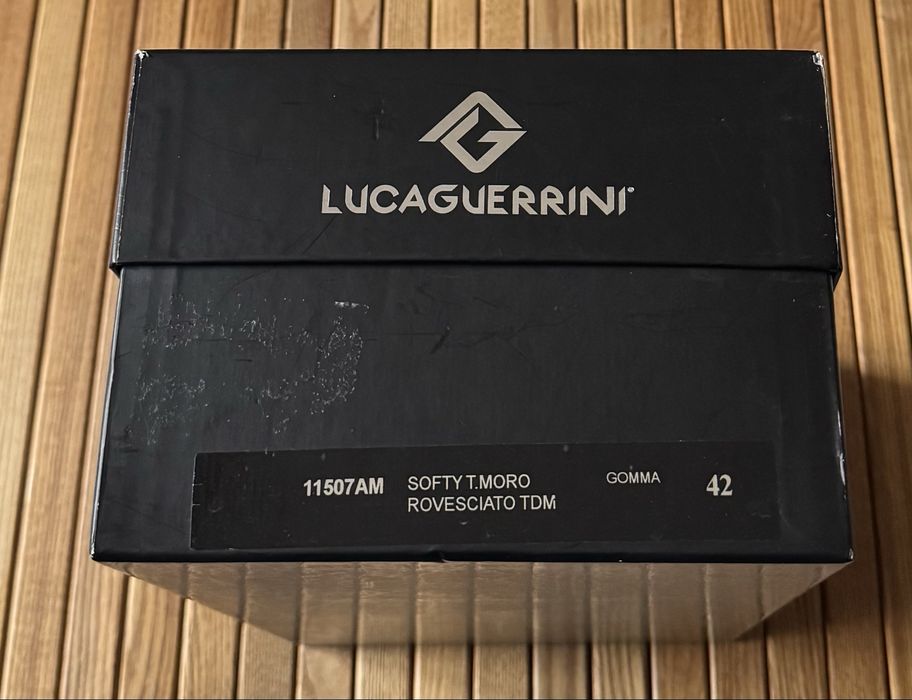 LUCAGUERRINI
11507AM SOFTY T.MORO GOMMA 42
ROVESCIATO TDM